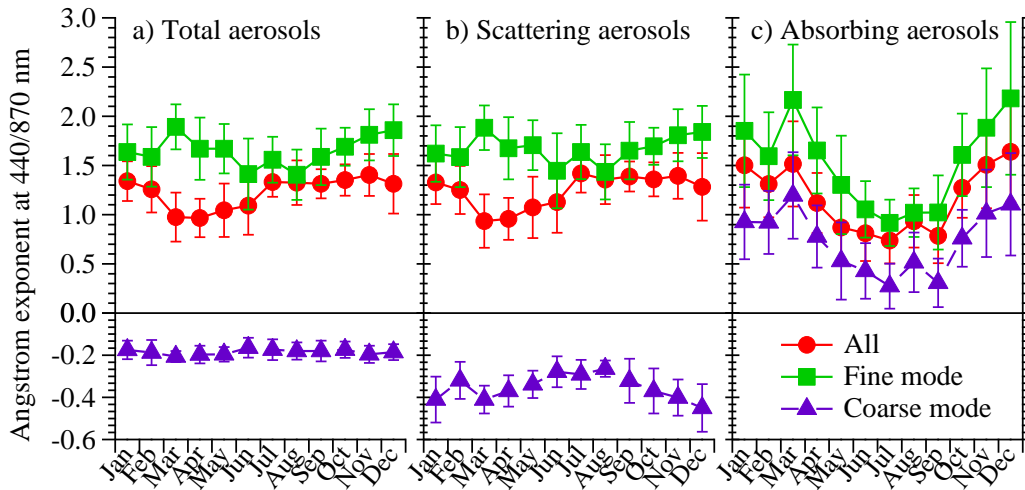 Angstrom exponent at 440/870 nm
3.0
2.5
2.0
1.5
1.0
0.5
0.0
-0.2
-0.4
-0.6
a) Total aerosols
b) Scattering aerosols
c) Absorbing aerosols
All
Fine mode
Coarse mode
Jan Feb Mar Apr May Jun Jul Aug Sep Oct Nov Dec
Jan Feb Mar Apr May Jun Jul Aug Sep Oct Nov Dec
Jan Feb Mar Apr May Jun Jul Aug Sep Oct Nov Dec